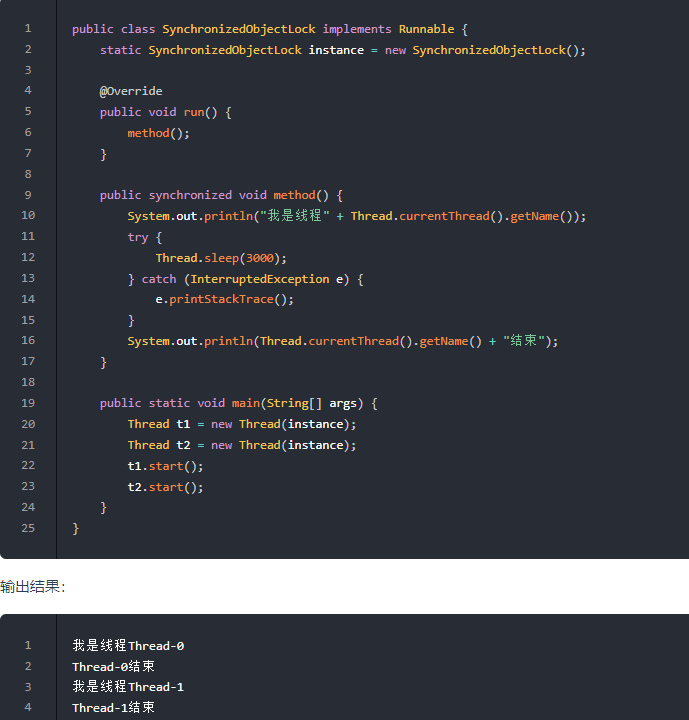 1 public class SynchronizedObjectLock implements Runnable {
2     static SynchronizedObjectLock instance = new SynchronizedObjectLock();
3
4     @Override
5     public void run() {
6         method();
7     }
8
9     public synchronized void method() {
10         System.out.println("我是线程" + Thread.currentThread().getName());
11         try {
12             Thread.sleep(3000);
13         } catch (InterruptedException e) {
14             e.printStackTrace();
15         }
16         System.out.println(Thread.currentThread().getName() + "结束");
17     }
18
19     public static void main(String[] args) {
20         Thread t1 = new Thread(instance);
21         Thread t2 = new Thread(instance);
22         t1.start();
23         t2.start();
24     }
25 }
输出结果:
1 我是线程Thread-0
2 Thread-0结束
3 我是线程Thread-1
4 Thread-1结束